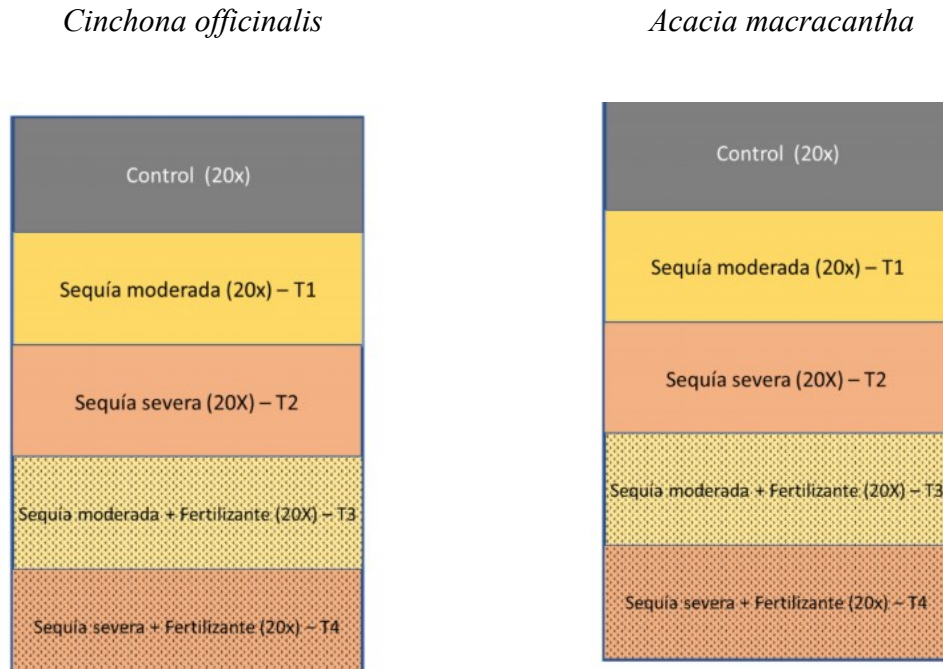 Cinchona officinalis
Acacia macracantha
Control (20x)
Sequía moderada (20x) – T1
Sequía severa (20X) – T2
Sequía moderada + Fertilizante (20X) – T3
Sequía severa + Fertilizante (20x) – T4
Control (20x)
Sequía moderada (20x) – T1
Sequía severa (20X) – T2
Sequía moderada + Fertilizante (20X) – T3
Sequía severa + Fertilizante (20x) – T4